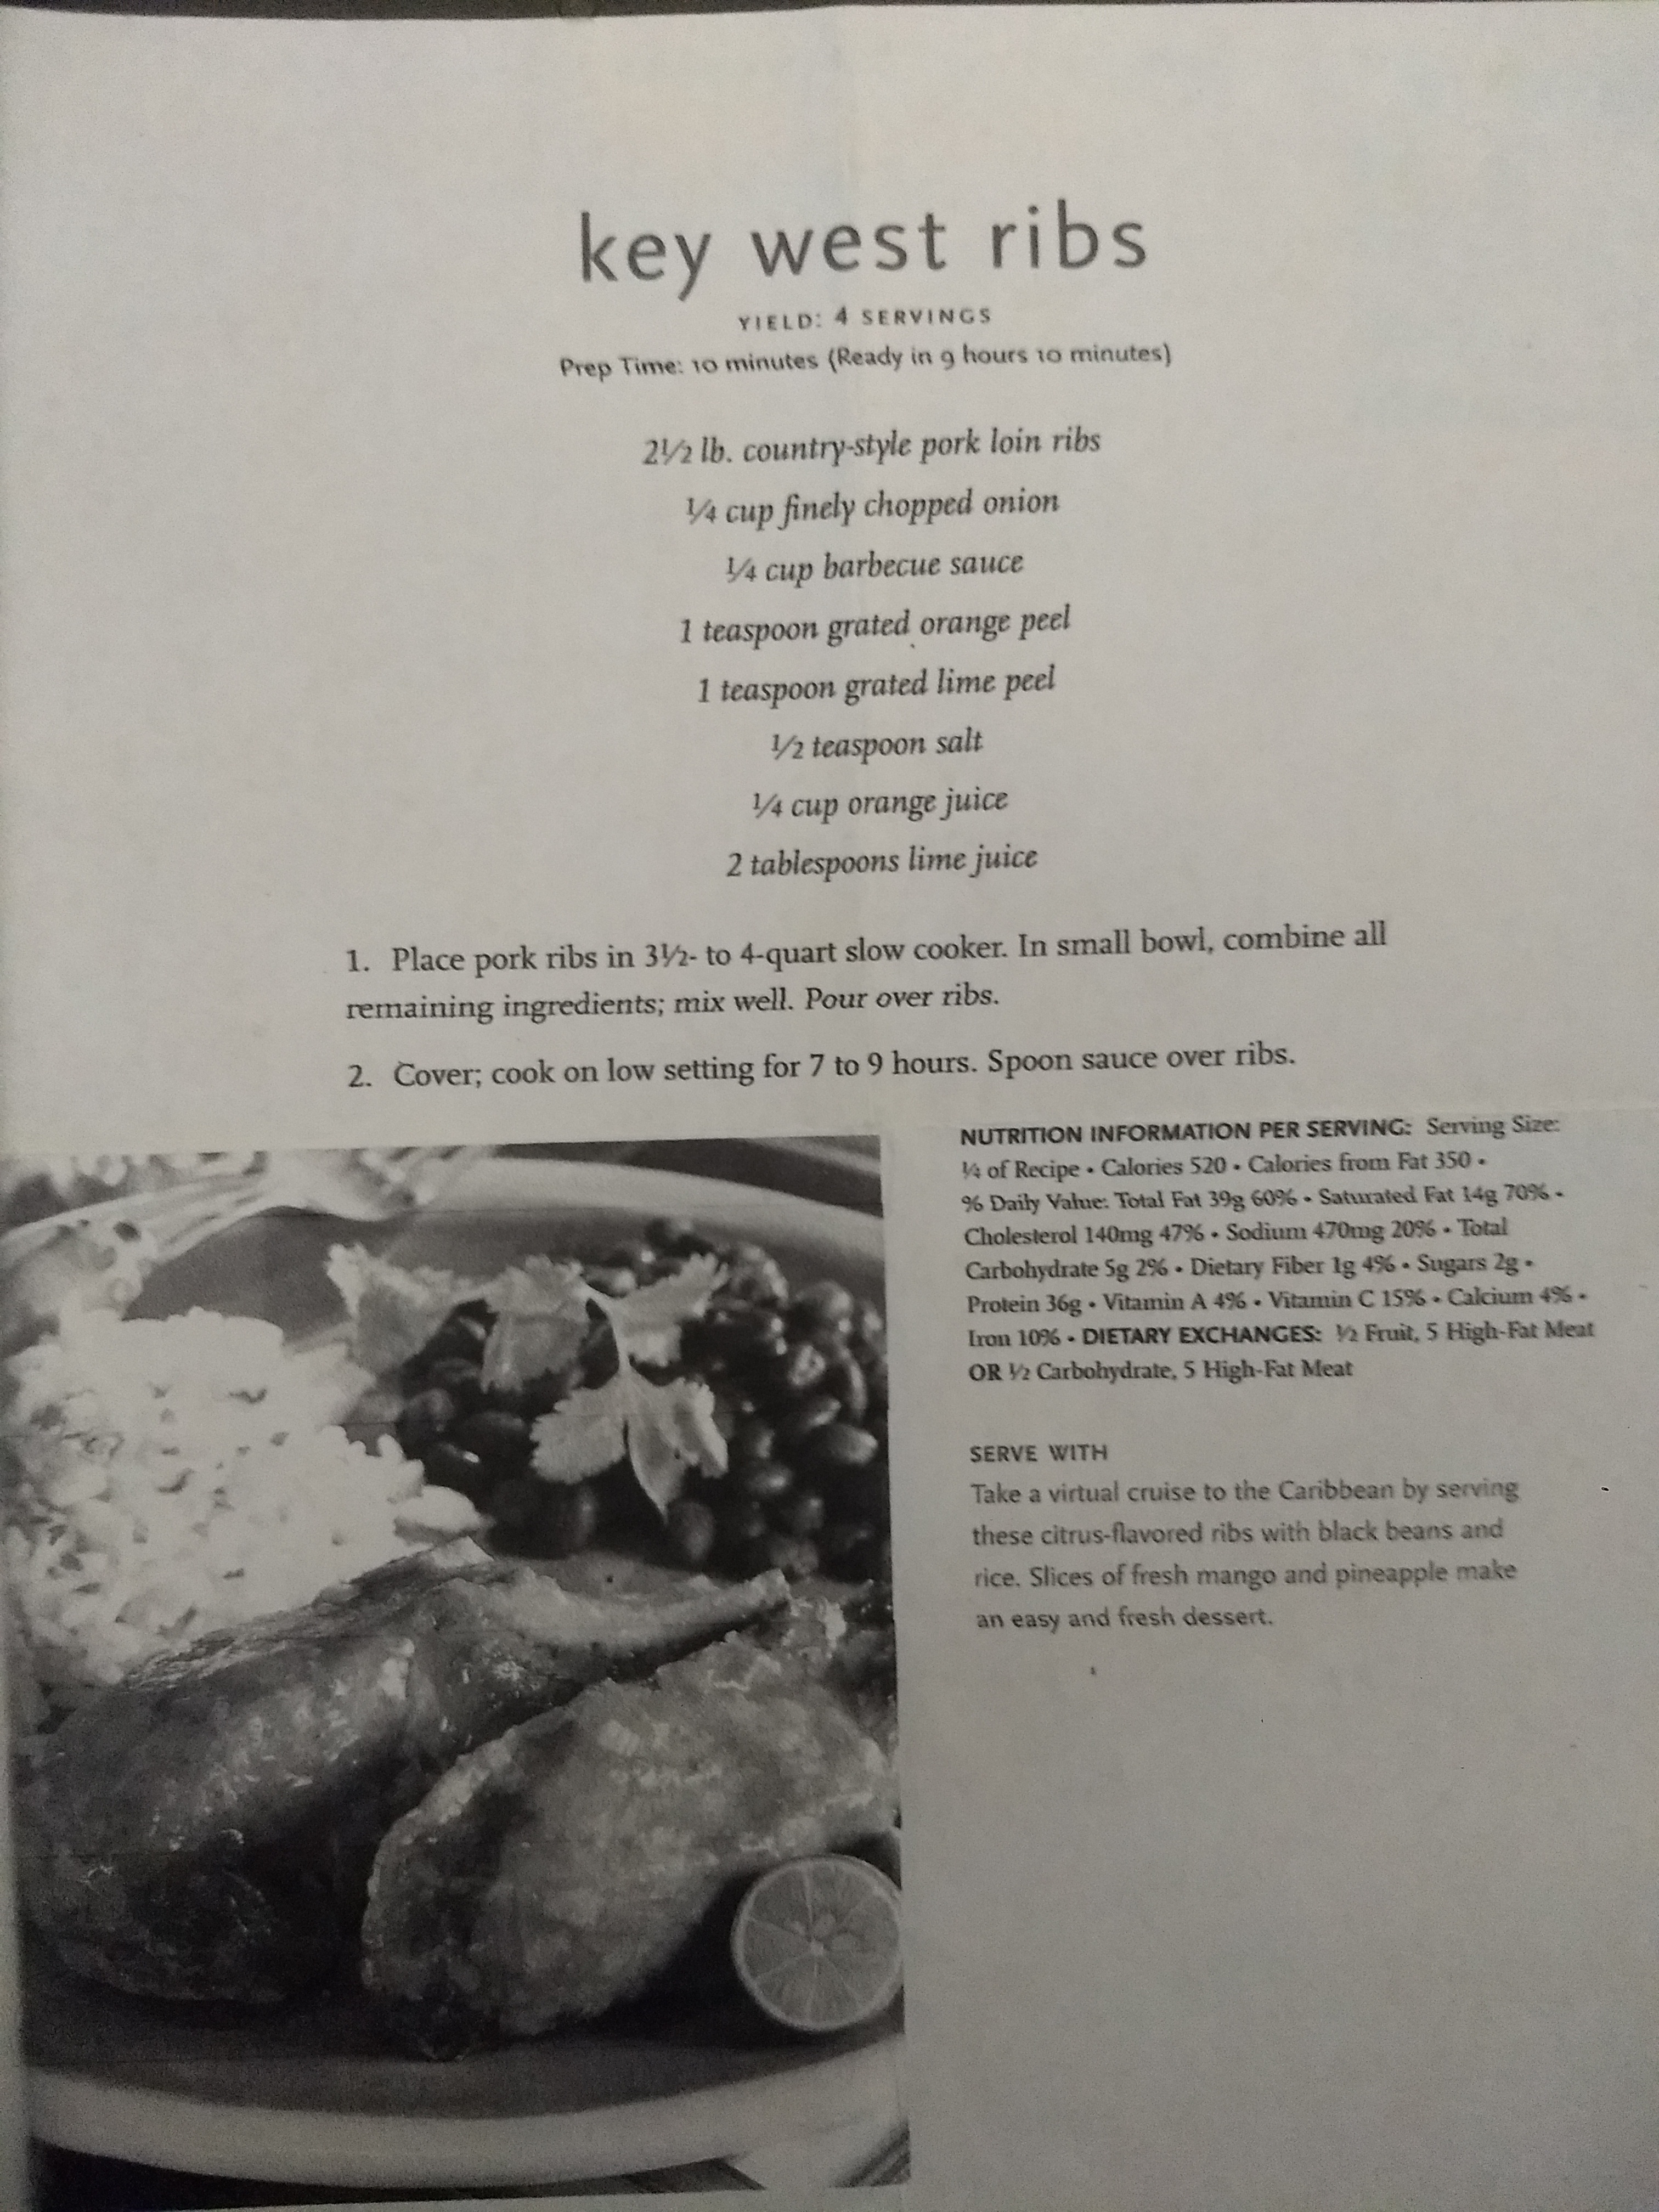 key west ribs
YIELD: 4 SERVINGS
Prep Time: 10 minutes (Ready in 9 hours 10 minutes)
2½ lb. country-style pork loin ribs
¼ cup finely chopped onion
¼ cup barbecue sauce
1 teaspoon grated orange peel
1 teaspoon grated lime peel
½ teaspoon salt
¼ cup orange juice
2 tablespoons lime juice
1. Place pork ribs in 3½- to 4-quart slow cooker. In small bowl, combine all
remaining ingredients; mix well. Pour over ribs.
2. Cover; cook on low setting for 7 to 9 hours. Spoon sauce over ribs.
NUTRITION INFORMATION PER SERVING: Serving Size:
¼ of Recipe • Calories 520 • Calories from Fat 350 •
% Daily Value: Total Fat 39g 60% • Saturated Fat 14g 70% •
Cholesterol 140mg 47% • Sodium 470mg 20% • Total
Carbohydrate 5g 2% • Dietary Fiber 1g 4% • Sugars 2g •
Protein 36g • Vitamin A 4% • Vitamin C 15% • Calcium 4% •
Iron 10% • DIETARY EXCHANGES: ½ Fruit, 5 High-Fat Meat
OR ½ Carbohydrate, 5 High-Fat Meat
SERVE WITH
Take a virtual cruise to the Caribbean by serving
these citrus-flavored ribs with black beans and
rice. Slices of fresh mango and pineapple make
an easy and fresh dessert.